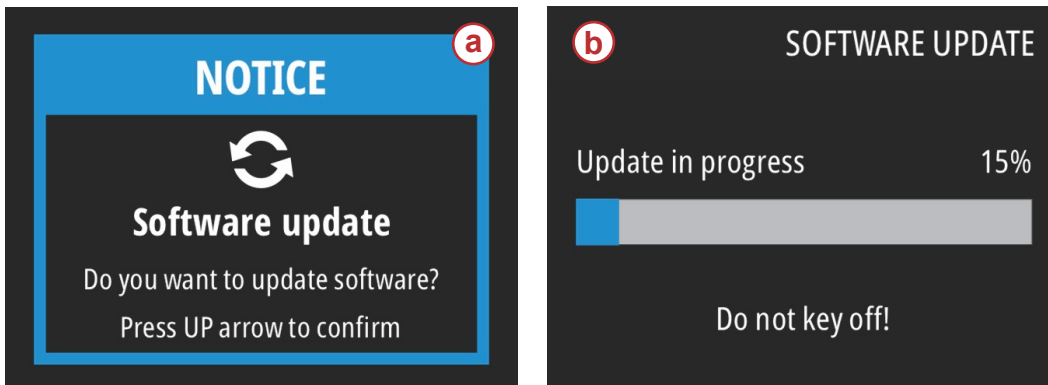 a
NOTICE
Software update
Do you want to update software?
Press UP arrow to confirm
b
SOFTWARE UPDATE
Update in progress 15%
Do not key off!